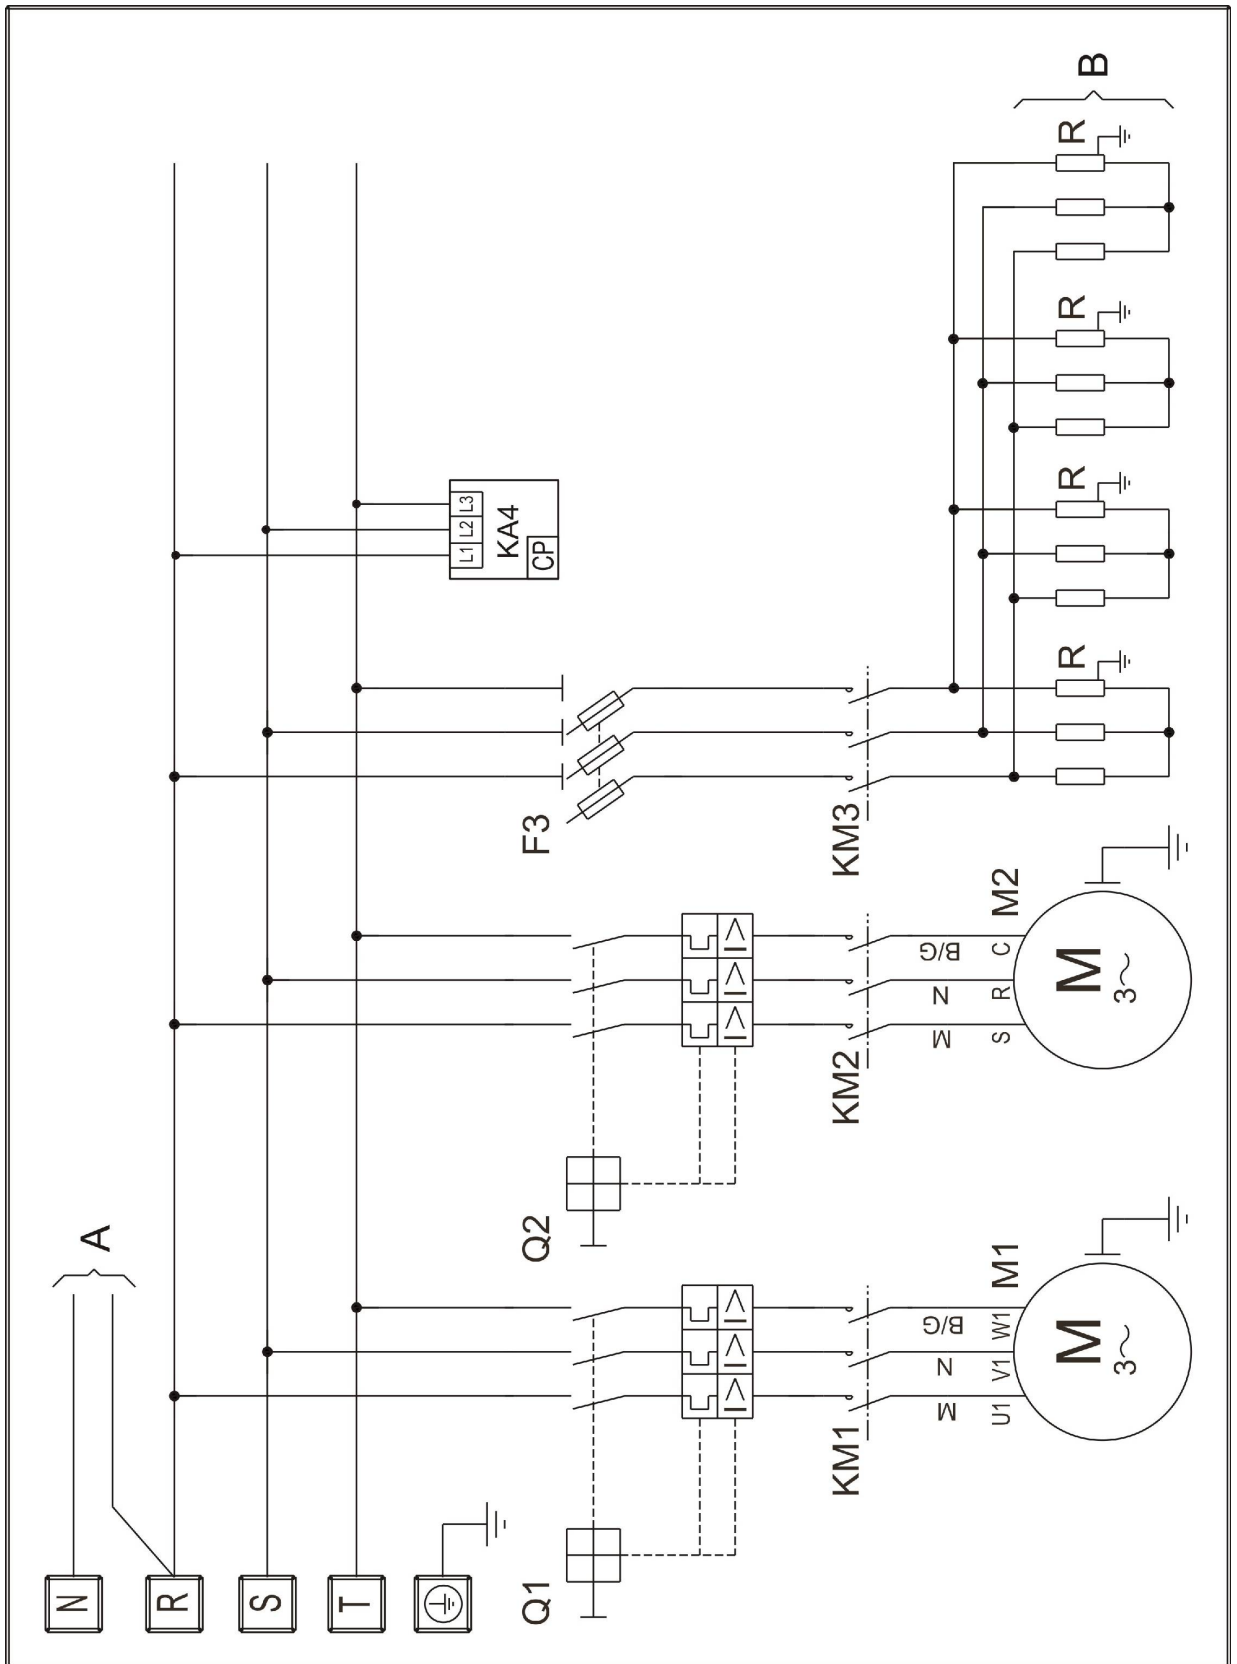 N
A
R
S
T
L1 L2 L3
KA4
CP
Q1 Q2 F3
I> I> I> I> I> I>
KM1 KM2 KM3
M N B/G M N B/G
U1 V1 W1 M1 S R C M2
M M R R R R
3~ 3~
B